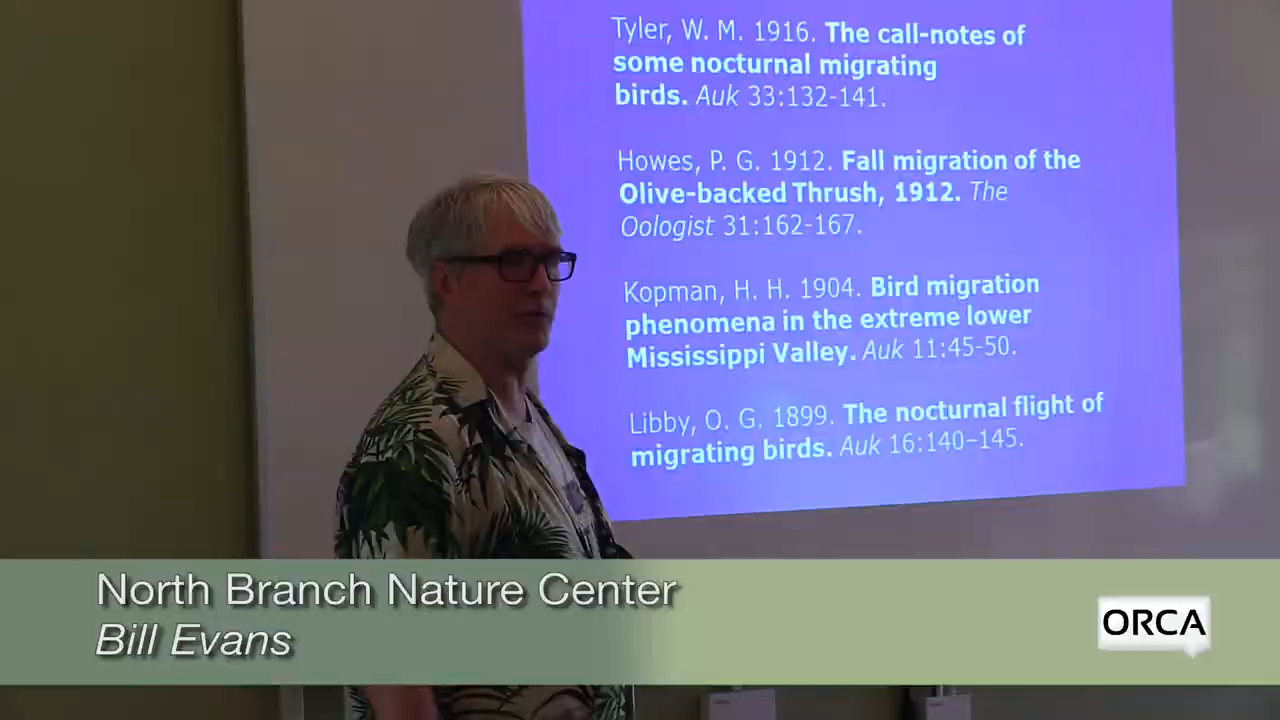 Tyler, W. M. 1916. The call-notes of
some nocturnal migrating
birds. Auk 33:132-141.
Howes, P. G. 1912. Fall migration of the
Olive-backed Thrush, 1912. The
Oologist 31:162-167.
Kopman, H. H. 1904. Bird migration
phenomena in the extreme lower
Mississippi Valley. Auk 11:45-50.
Libby, O. G. 1899. The nocturnal flight of
migrating birds. Auk 16:140–145.
North Branch Nature Center
Bill Evans
ORCA